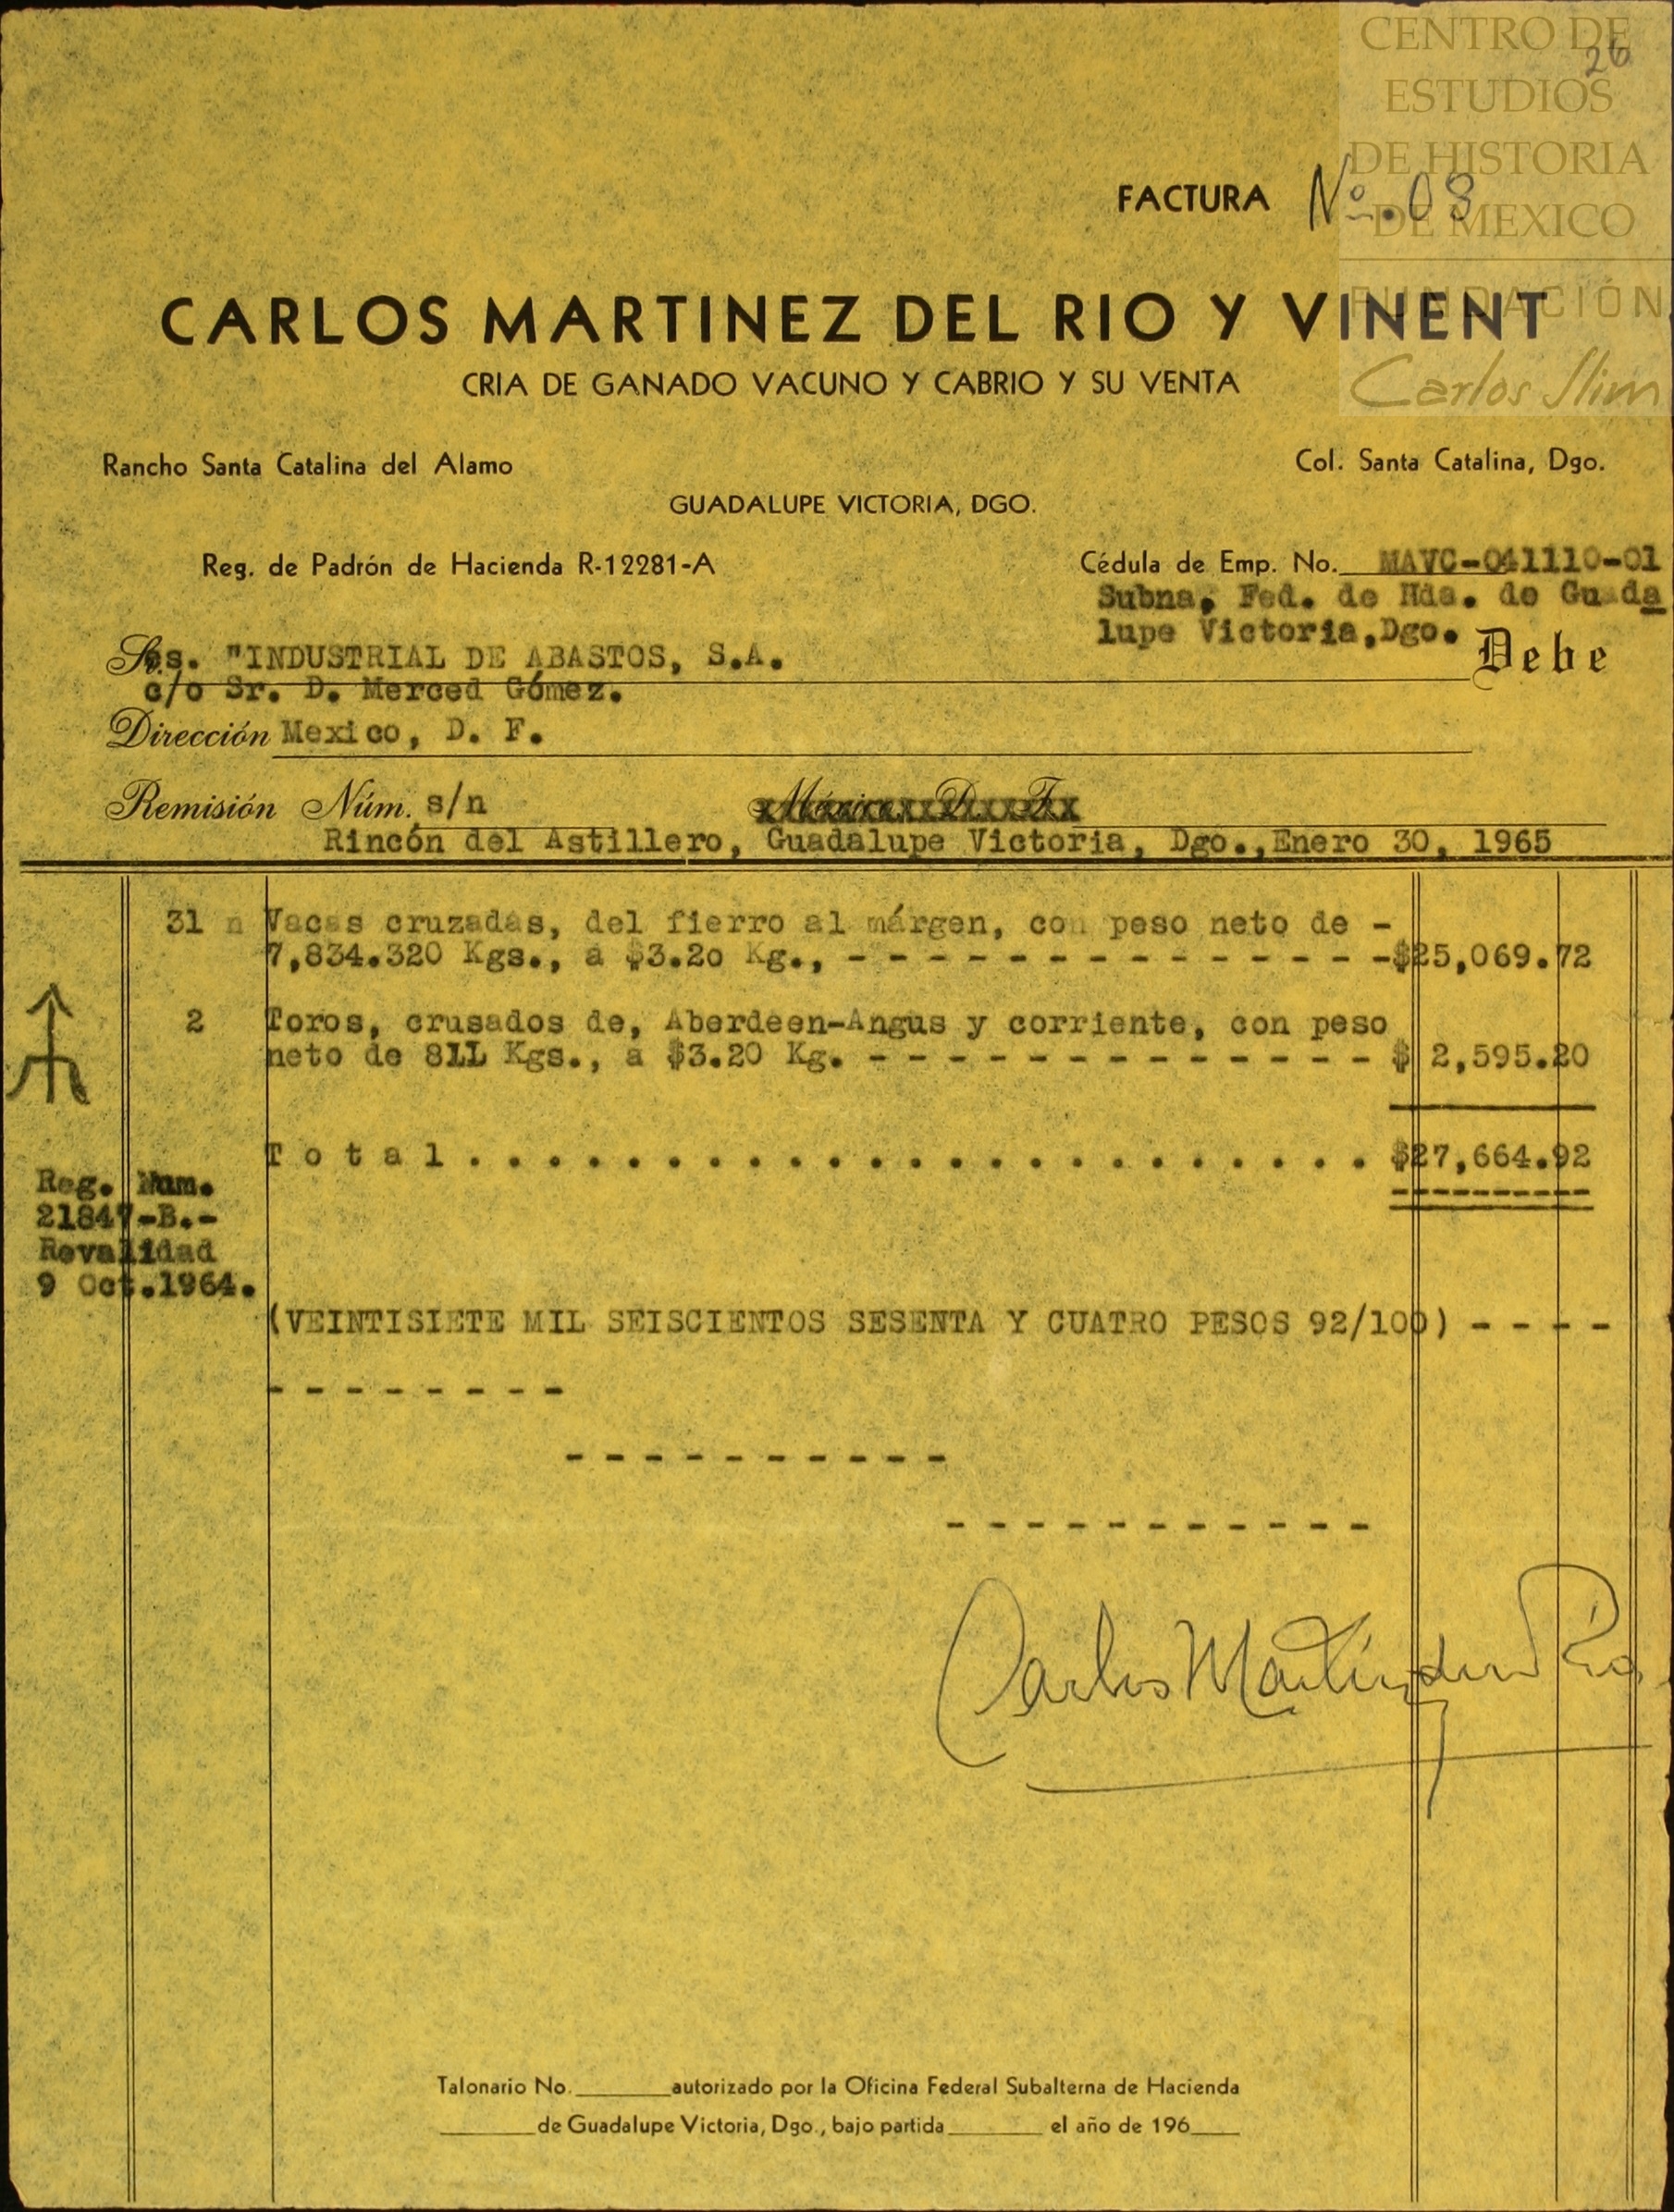 CENTRO DE
26
ESTUDIOS
DE HISTORIA
DE MEXICO
FUNDACIÓN
Carlos Slim
FACTURA Nº.08
CARLOS MARTINEZ DEL RIO Y VINENT
CRIA DE GANADO VACUNO Y CABRIO Y SU VENTA
Rancho Santa Catalina del Alamo Col. Santa Catalina, Dgo.
GUADALUPE VICTORIA, DGO.
Reg. de Padrón de Hacienda R-12281-A Cédula de Emp. No. MAVC-041110-01
Subna, Fed. de Hda. de Guada
lupe Victoria,Dgo.
Debe
Ses. "INDUSTRIAL DE ABASTOS, S.A.
c/o Sr. D. Merced Gómez.
Dirección Mexico, D. F.
Remisión Núm. s/n México, D. F.
Rincón del Astillero, Guadalupe Victoria, Dgo.,Enero 30, 1965
31 n Vacas cruzadas, del fierro al márgen, con peso neto de -
7,834.320 Kgs., a $3.20 Kg., - - - - - - - - - - - - - -$25,069.72
2 Toros, crusados de, Aberdeen-Angus y corriente, con peso
neto de 8LL Kgs., a $3.20 Kg. - - - - - - - - - - - - - $ 2,595.20
T o t a l . . . . . . . . . . . . . . . . . . . . . . . $27,664.92
Reg. Num.
21847-B.-
Revalidad
9 Oct.1964.
(VEINTISIETE MIL SEISCIENTOS SESENTA Y CUATRO PESOS 92/100) - - - -
- - - - - - - -
- - - - - - - - - -
- - - - - - - - - - -
Carlos Martínez del Río
Talonario No. autorizado por la Oficina Federal Subalterna de Hacienda
de Guadalupe Victoria, Dgo., bajo partida el año de 196